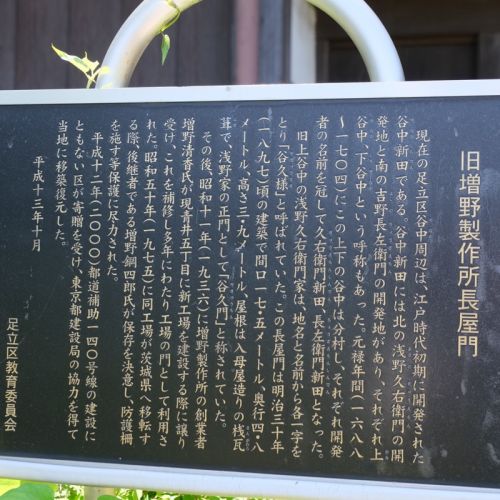 旧増野製作所長屋門
現在の足立区谷中周辺は、江戸時代初期に開発された
谷中新田である。谷中新田には北の浅野久右衛門の開
発地と南の吉野長左衛門の開発地があり、それぞれ上
谷中、下谷中という呼称もあった。元禄年間(一六八八
〜一七〇四)にこの上下の谷中は分村し、それぞれ開発
者の名前を冠して久右衛門新田、長左衛門新田となった。
旧上谷中の浅野久右衛門家は、地名と名前から各一字を
とり「谷久様」と呼ばれていた。この長屋門は明治三十年
(一八九七)頃の建築で間口一七・五メートル、奥行四・八
メートル、高さ三・九メートル、屋根は入母屋造りの桟瓦
葺で、浅野家の正門として「谷久門」と称されていた。
その後、昭和十一年(一九三六)に増野製作所の創業者
増野清香氏が現青井五丁目に新工場を建設する際に譲り
受け、これを補修し多年にわたり工場の門として利用さ
れた。昭和五十年(一九七五)に同工場が茨城県へ移転す
る際、後継者である増野鋼四郎氏が保存を決意し、防護柵
を施す等保護に尽力された。
平成十二年(二〇〇〇)都道補助一四〇号線の建設に
ともない、区が寄贈を受け、東京都建設局の協力を得て
当地に移築復元した。
平成十三年十月
足立区教育委員会